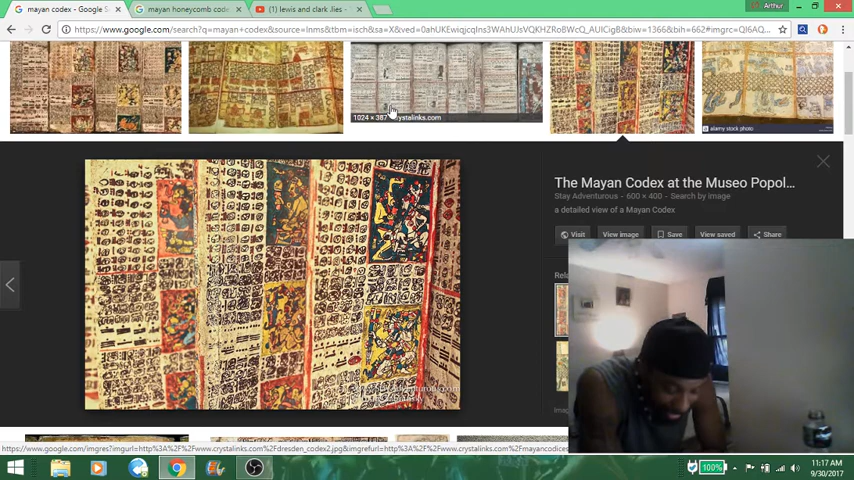 mayan codex - Google S
mayan honeycomb code
(1) lewis and clark .lies -
Arthur
https://www.google.com/search?q=mayan+codex&source=lnms&tbm=isch&sa=X&ved=0ahUKEwiqjcqIns3WAhUJsVQKHZRoBWcQ_AUICigB&biw=1366&bih=662#imgrc=QI6AQ...
1024 × 387 - crystalinks.com
alamy stock photo
The Mayan Codex at the Museo Popol...
Stay Adventurous - 600 × 400 - Search by image
a detailed view of a Mayan Codex
Visit
View image
Save
View saved
Share
https://www.google.com/imgres?imgurl=http%3A%2F%2Fwww.crystalinks.com%2Fdresden_codex2.jpg&imgrefurl=http%3A%2F%2Fwww.crystalinks.com%2Fmayancodices
100%
11:17 AM
9/30/2017